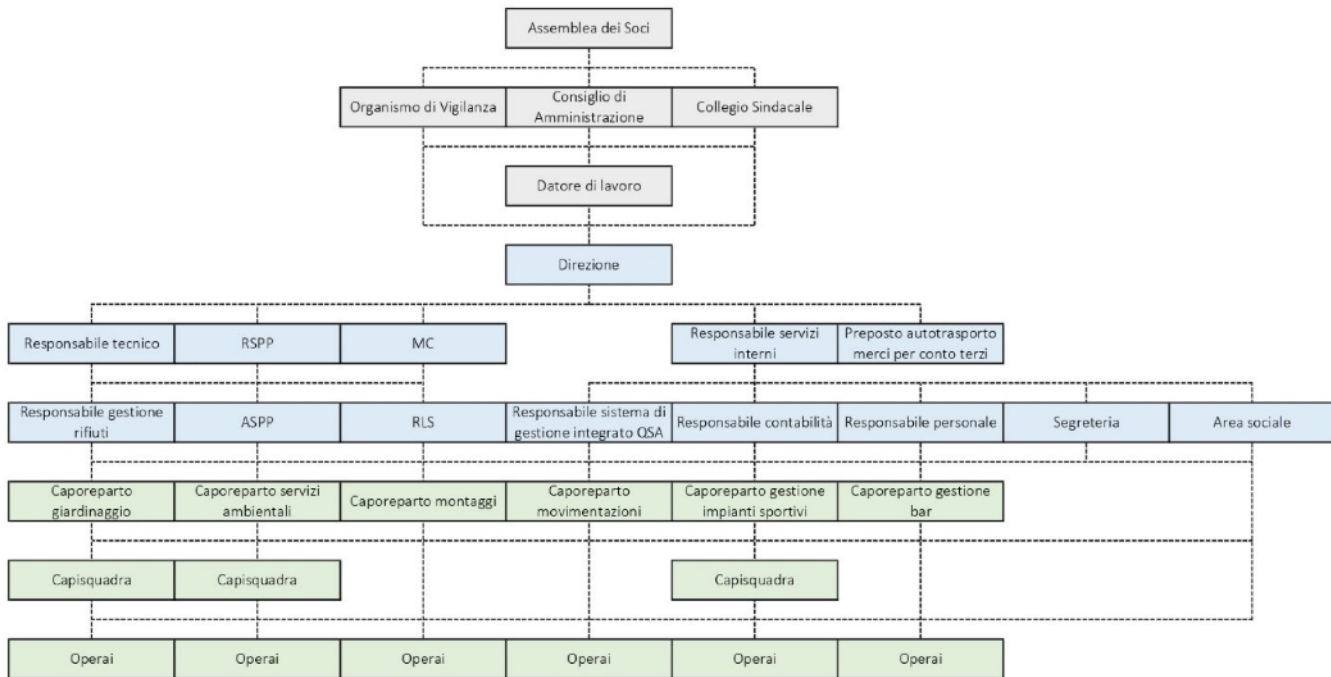 Assemblea dei Soci
Organismo di Vigilanza
Consiglio di
Amministrazione
Collegio Sindacale
Datore di lavoro
Direzione
Responsabile tecnico
RSPP
MC
Responsabile servizi
interni
Preposto autotrasporto
merci per conto terzi
Responsabile gestione
rifiuti
ASPP
RLS
Responsabile sistema di
gestione integrato QSA
Responsabile contabilità
Responsabile personale
Segreteria
Area sociale
Caporeparto
giardinaggio
Caporeparto servizi
ambientali
Caporeparto montaggi
Caporeparto
movimentazioni
Caporeparto gestione
impianti sportivi
Caporeparto gestione
bar
Capisquadra
Capisquadra
Capisquadra
Operai
Operai
Operai
Operai
Operai
Operai